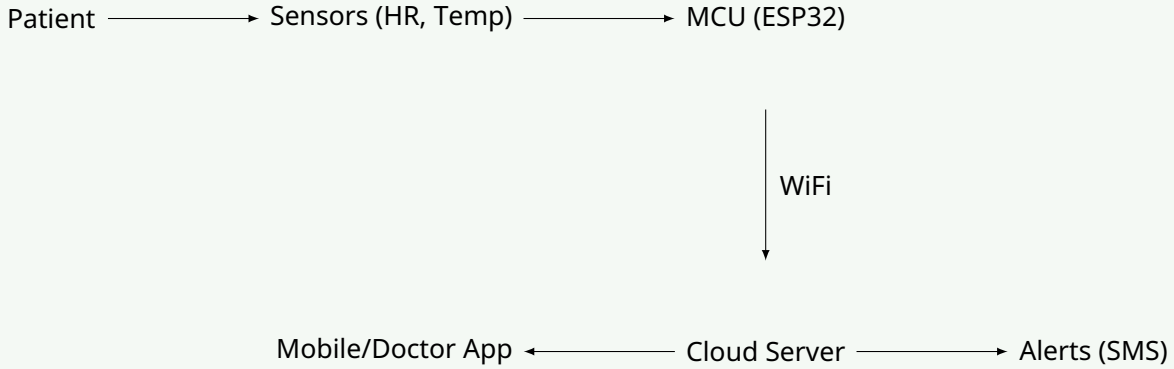 Patient
Sensors (HR, Temp)
MCU (ESP32)
WiFi
Mobile/Doctor App
Cloud Server
Alerts (SMS)